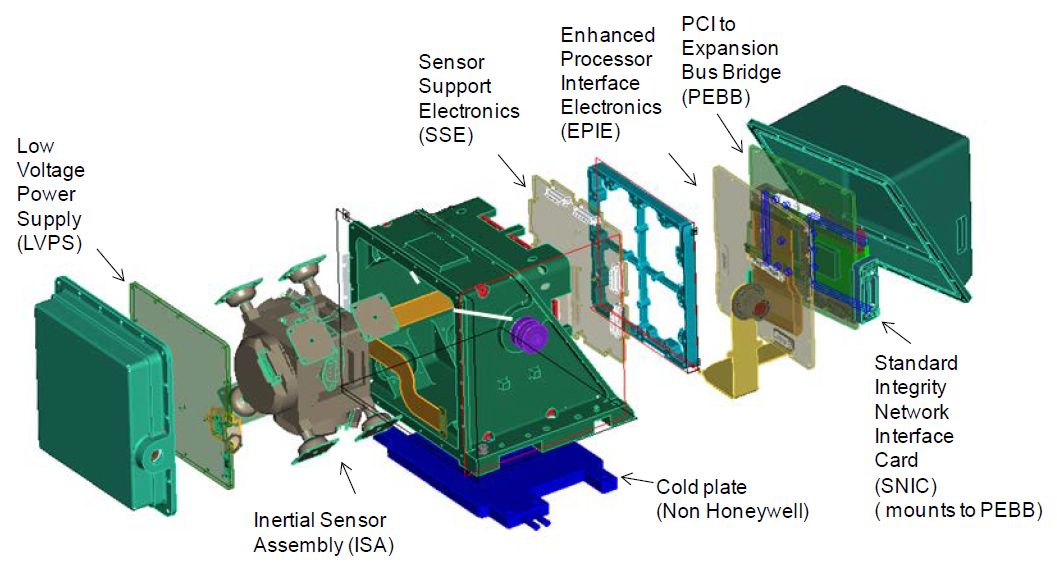 Low
Voltage
Power
Supply
(LVPS)
Sensor
Support
Electronics
(SSE)
Enhanced
Processor
Interface
Electronics
(EPIE)
PCI to
Expansion
Bus Bridge
(PEBB)
Inertial Sensor
Assembly (ISA)
Cold plate
(Non Honeywell)
Standard
Integrity
Network
Interface
Card
(SNIC)
( mounts to PEBB)